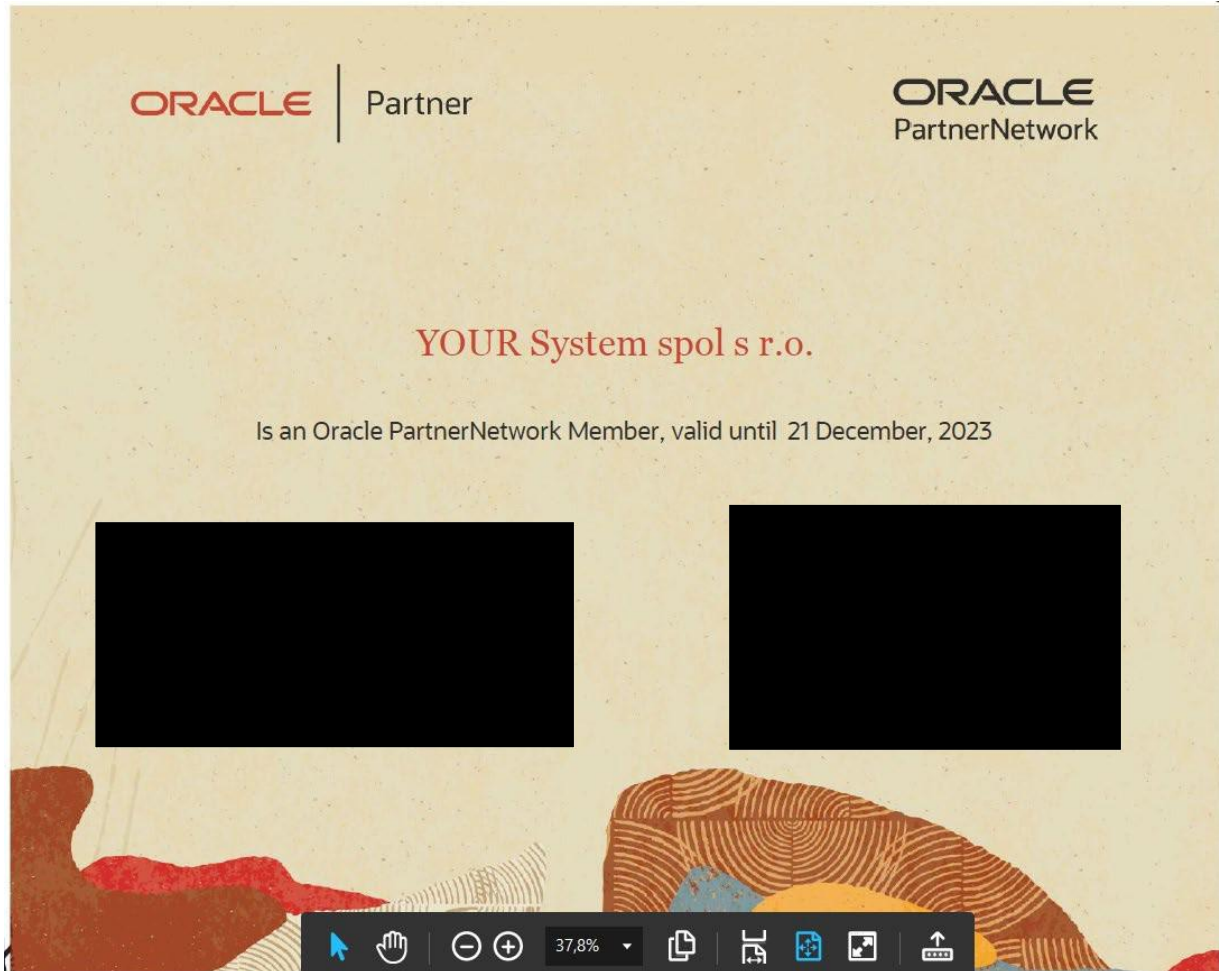 ORACLE Partner
ORACLE
PartnerNetwork
YOUR System spol s r.o.
Is an Oracle PartnerNetwork Member, valid until 21 December, 2023
37,8%